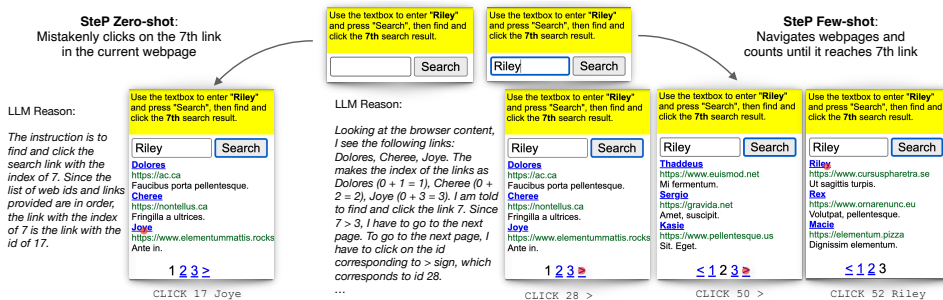 SteP Zero-shot:
Mistakenly clicks on the 7th link
in the current webpage
Use the textbox to enter "Riley"
and press "Search", then find and
click the 7th search result.
Search
Use the textbox to enter "Riley"
and press "Search", then find and
click the 7th search result.
Riley Search
SteP Few-shot:
Navigates webpages and
counts until it reaches 7th link
LLM Reason:
The instruction is to
find and click the
search link with the
index of 7. Since the
list of web ids and links
provided are in order,
the link with the index
of 7 is the link with the
id of 17.
Use the textbox to enter "Riley"
and press "Search", then find and
click the 7th search result.
Riley Search
Dolores
https://ac.ca
Faucibus porta pellentesque.
Cheree
https://nontellus.ca
Fringilla a ultrices.
Joye
https://www.elementummattis.rocks
Ante in.
1 2 3 >
CLICK 17 Joye
LLM Reason:
Looking at the browser content,
I see the following links:
Dolores, Cheree, Joye. The
makes the index of the links as
Dolores (0 + 1 = 1), Cheree (0 +
2 = 2), Joye (0 + 3 = 3). I am told
to find and click the link 7. Since
7 > 3, I have to go to the next
page. To go to the next page, I
have to click on the id
corresponding to > sign, which
corresponds to id 28.
...
Use the textbox to enter "Riley"
and press "Search", then find and
click the 7th search result.
Riley Search
Dolores
https://ac.ca
Faucibus porta pellentesque.
Cheree
https://nontellus.ca
Fringilla a ultrices.
Joye
https://www.elementummattis.rocks
Ante in.
1 2 3 >
CLICK 28 >
Use the textbox to enter "Riley"
and press "Search", then find and
click the 7th search result.
Riley Search
Thaddeus
https://www.euismod.net
Mi fermentum.
Sergio
https://gravida.net
Amet, suscipit.
Kasie
https://www.pellentesque.us
Sit. Eget.
< 1 2 3 >
CLICK 50 >
Use the textbox to enter "Riley"
and press "Search", then find and
click the 7th search result.
Riley Search
Riley
https://www.cursuspharetra.se
Ut sagittis turpis.
Rex
https://www.ornarenunc.eu
Volutpat, pellentesque.
Macie
https://elementum.pizza
Dignissim elementum.
< 1 2 3
CLICK 52 Riley